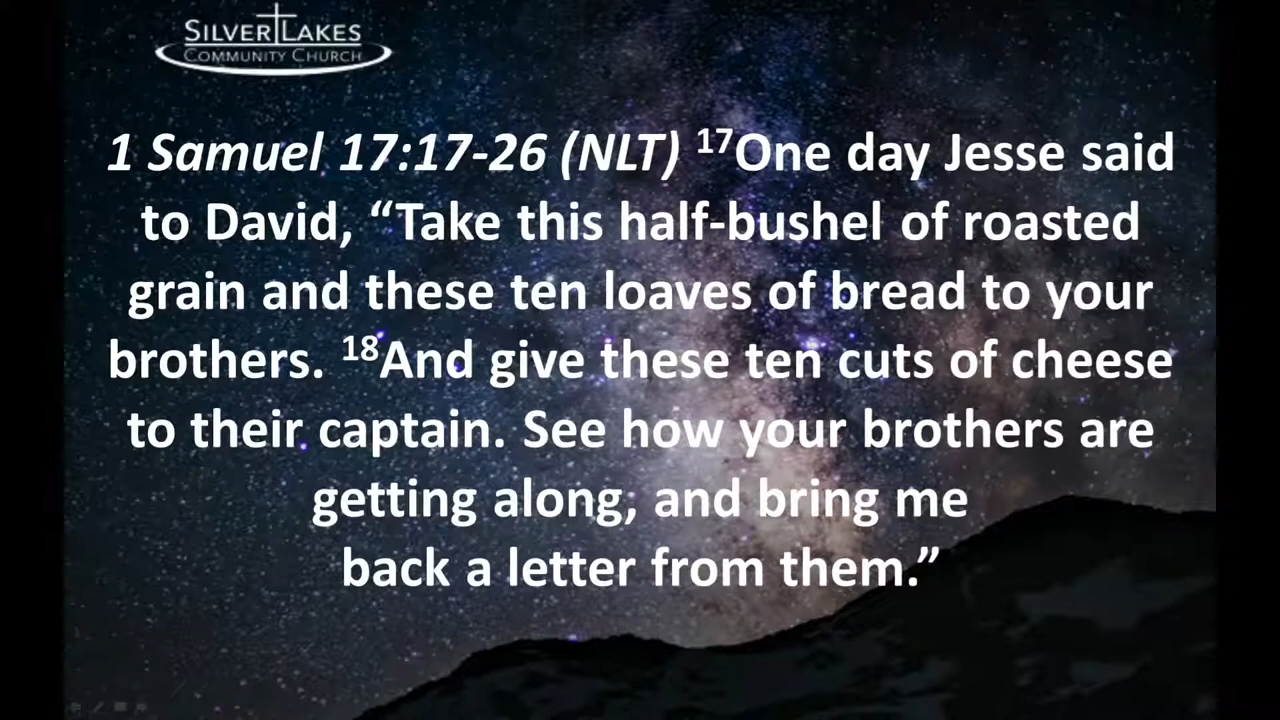 SILVER LAKES
COMMUNITY CHURCH
1 Samuel 17:17-26 (NLT) ¹⁷One day Jesse said
to David, “Take this half-bushel of roasted
grain and these ten loaves of bread to your
brothers. ¹⁸And give these ten cuts of cheese
to their captain. See how your brothers are
getting along, and bring me
back a letter from them.”